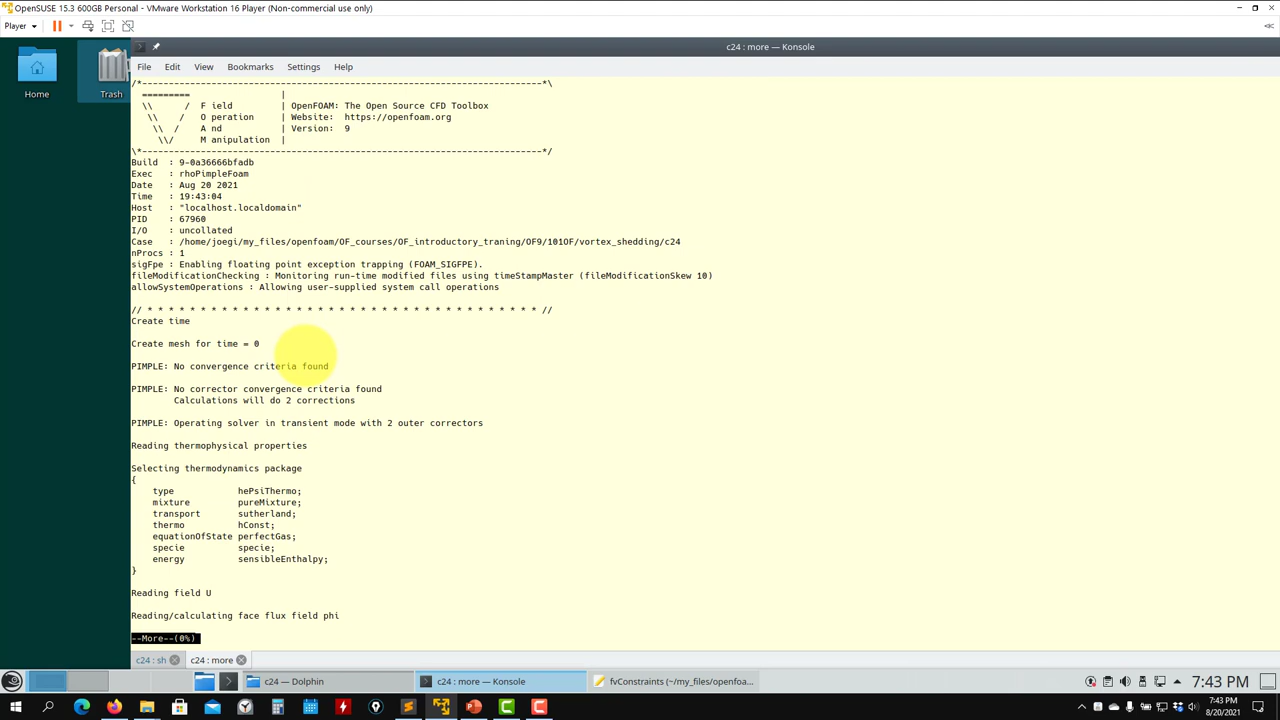 OpenSUSE 15.3 600GB Personal - VMware Workstation 16 Player (Non-commercial use only)
Player
c24 : more — Konsole
File Edit View Bookmarks Settings Help
Home
Trash
/*---------------------------------------------------------------------------*\
  =========                 |
  \\      /  F ield         | OpenFOAM: The Open Source CFD Toolbox
   \\    /   O peration     | Website:  https://openfoam.org
    \\  /    A nd           | Version:  9
     \\/     M anipulation  |
\*---------------------------------------------------------------------------*/
Build  : 9-0a36666bfadb
Exec   : rhoPimpleFoam
Date   : Aug 20 2021
Time   : 19:43:04
Host   : "localhost.localdomain"
PID    : 67960
I/O    : uncollated
Case   : /home/joegi/my_files/openfoam/OF_courses/OF_introductory_traning/OF9/101OF/vortex_shedding/c24
nProcs : 1
sigFpe : Enabling floating point exception trapping (FOAM_SIGFPE).
fileModificationChecking : Monitoring run-time modified files using timeStampMaster (fileModificationSkew 10)
allowSystemOperations : Allowing user-supplied system call operations
// * * * * * * * * * * * * * * * * * * * * * * * * * * * * * * * * * * * * * //
Create time
Create mesh for time = 0
PIMPLE: No convergence criteria found
PIMPLE: No corrector convergence criteria found
        Calculations will do 2 corrections
PIMPLE: Operating solver in transient mode with 2 outer correctors
Reading thermophysical properties
Selecting thermodynamics package
{
    type            hePsiThermo;
    mixture         pureMixture;
    transport       sutherland;
    thermo          hConst;
    equationOfState perfectGas;
    specie          specie;
    energy          sensibleEnthalpy;
}
Reading field U
Reading/calculating face flux field phi
--More--(0%)
c24 : sh c24 : more
c24 — Dolphin c24 : more — Konsole fvConstraints (~/my_files/openfoa... 7:43 PM
7:43 PM
8/20/2021